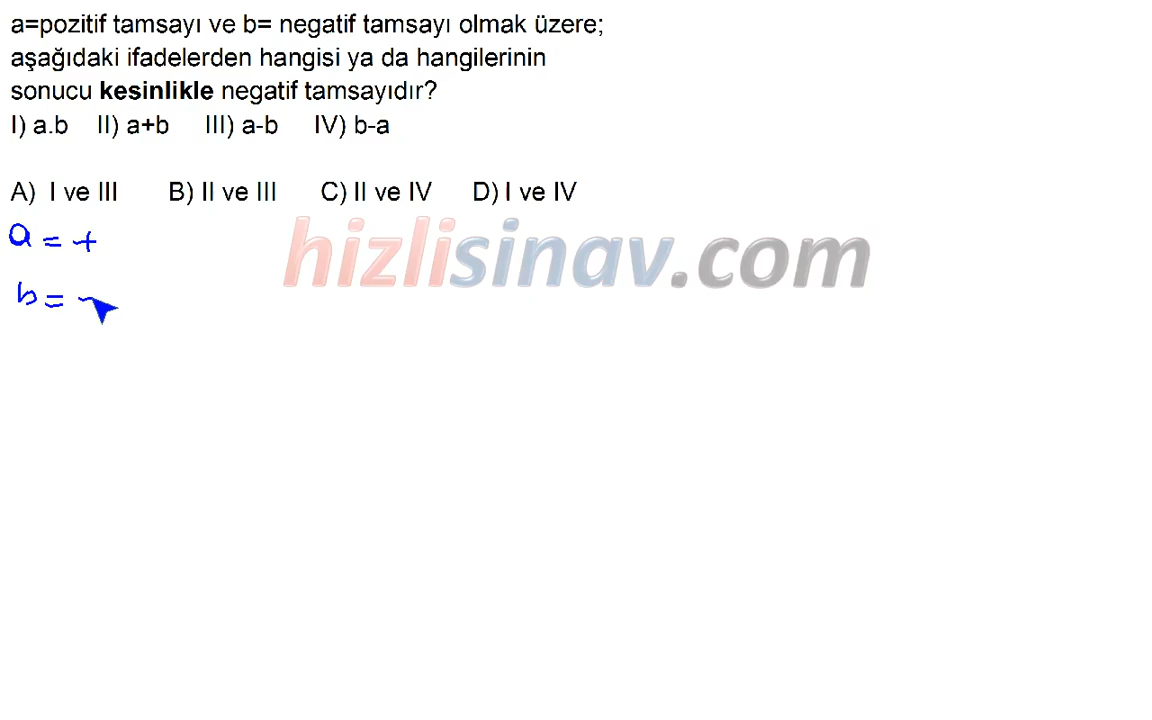 a=pozitif tamsayı ve b= negatif tamsayı olmak üzere;
aşağıdaki ifadelerden hangisi ya da hangilerinin
sonucu kesinlikle negatif tamsayıdır?
I) a.b II) a+b III) a-b IV) b-a
A) I ve III B) II ve III C) II ve IV D) I ve IV
a = +
hizlisinav.com
b = -